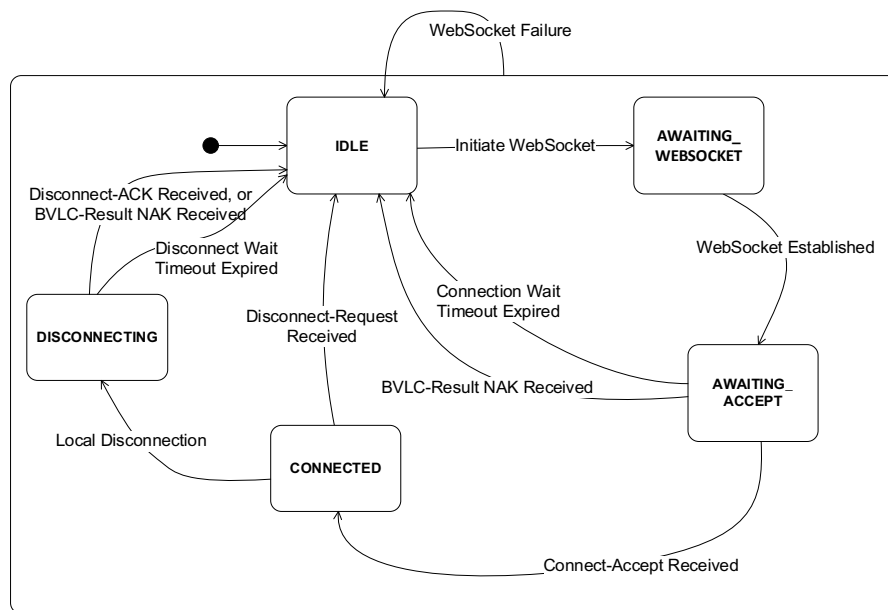 WebSocket Failure
IDLE
Initiate WebSocket
AWAITING_
WEBSOCKET
Disconnect-ACK Received, or
BVLC-Result NAK Received
Disconnect Wait
Timeout Expired
WebSocket Established
Connection Wait
Timeout Expired
DISCONNECTING
Disconnect-Request
Received
BVLC-Result NAK Received
AWAITING_
ACCEPT
Local Disconnection
CONNECTED
Connect-Accept Received